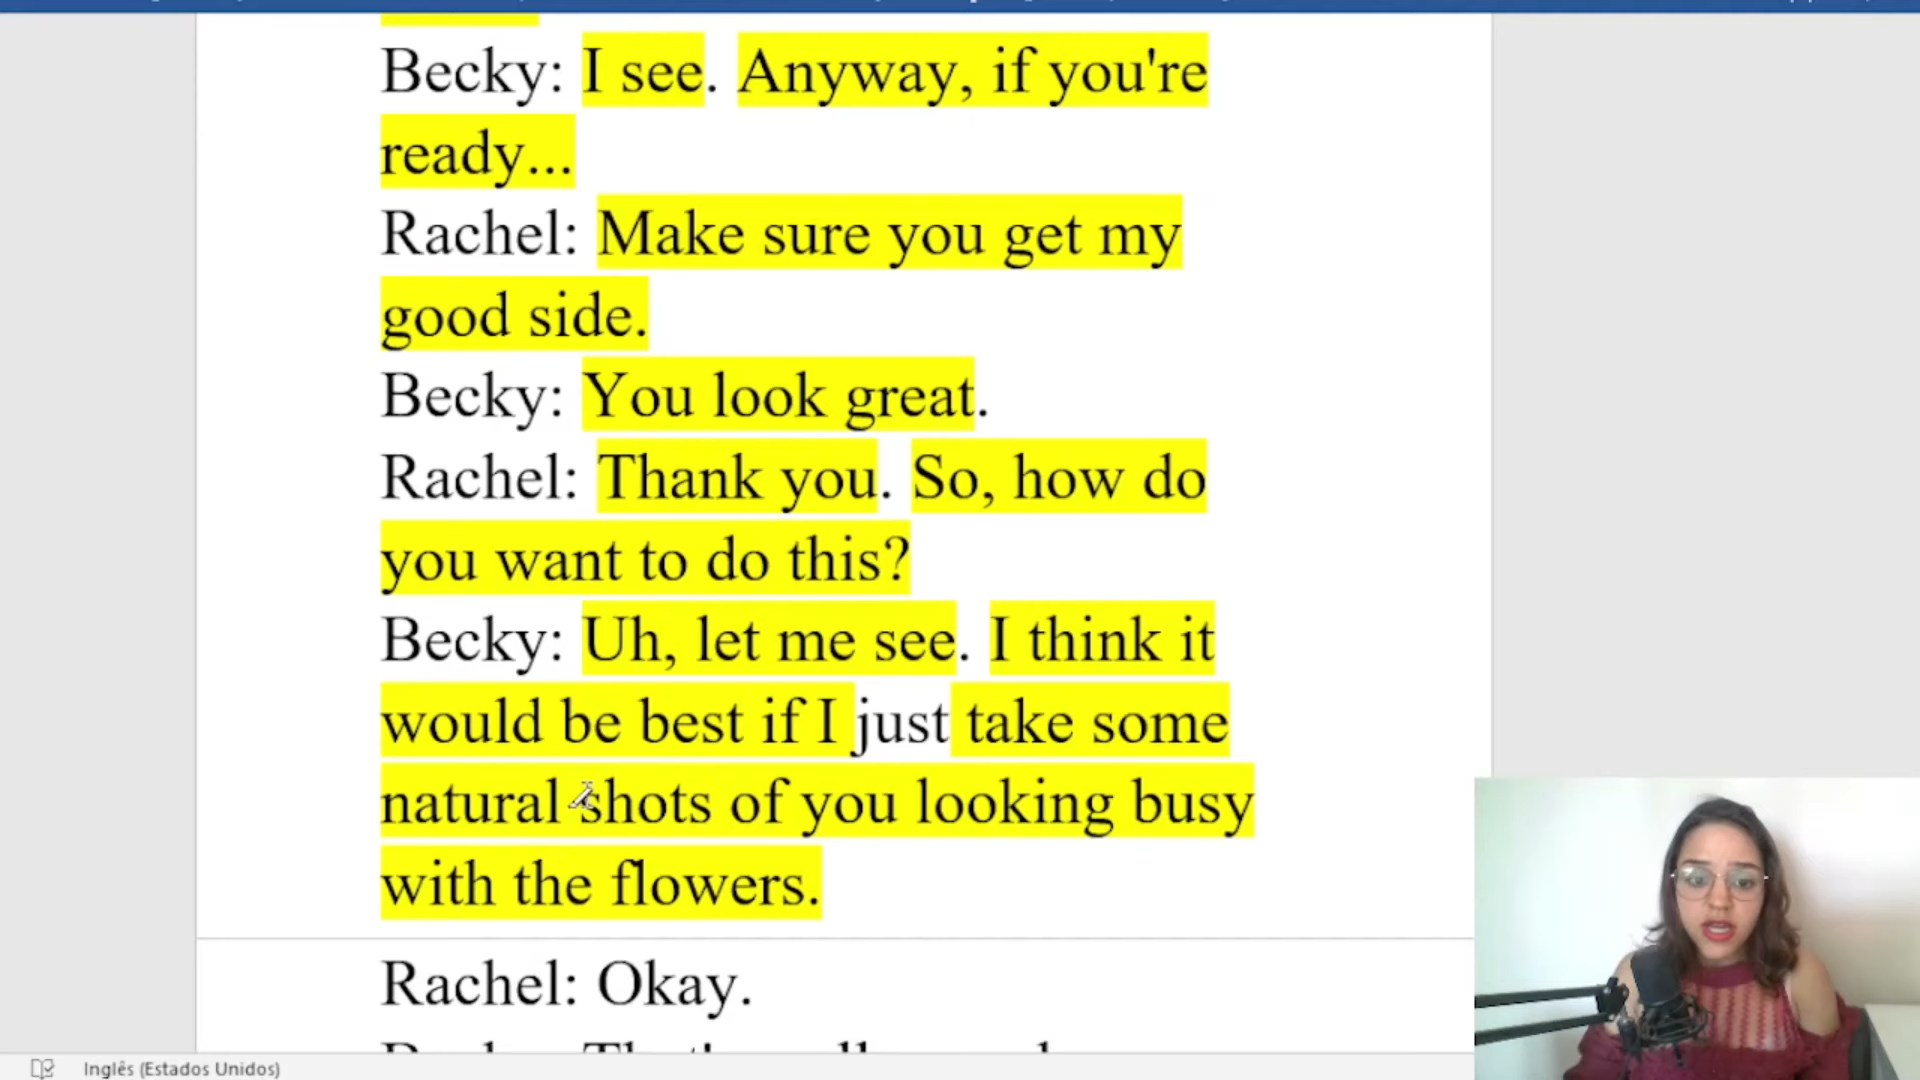 Becky: I see. Anyway, if you're
ready...
Rachel: Make sure you get my
good side.
Becky: You look great.
Rachel: Thank you. So, how do
you want to do this?
Becky: Uh, let me see. I think it
would be best if I just take some
natural shots of you looking busy
with the flowers.
Rachel: Okay.
Inglês (Estados Unidos)